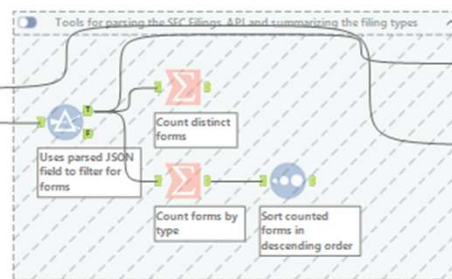 Tools for parsing the SEC Filings API and summarizing the filing types
Count distinct
forms
T
F
Uses parsed JSON
field to filter for
forms
Count forms by
type
Sort counted
forms in
descending order